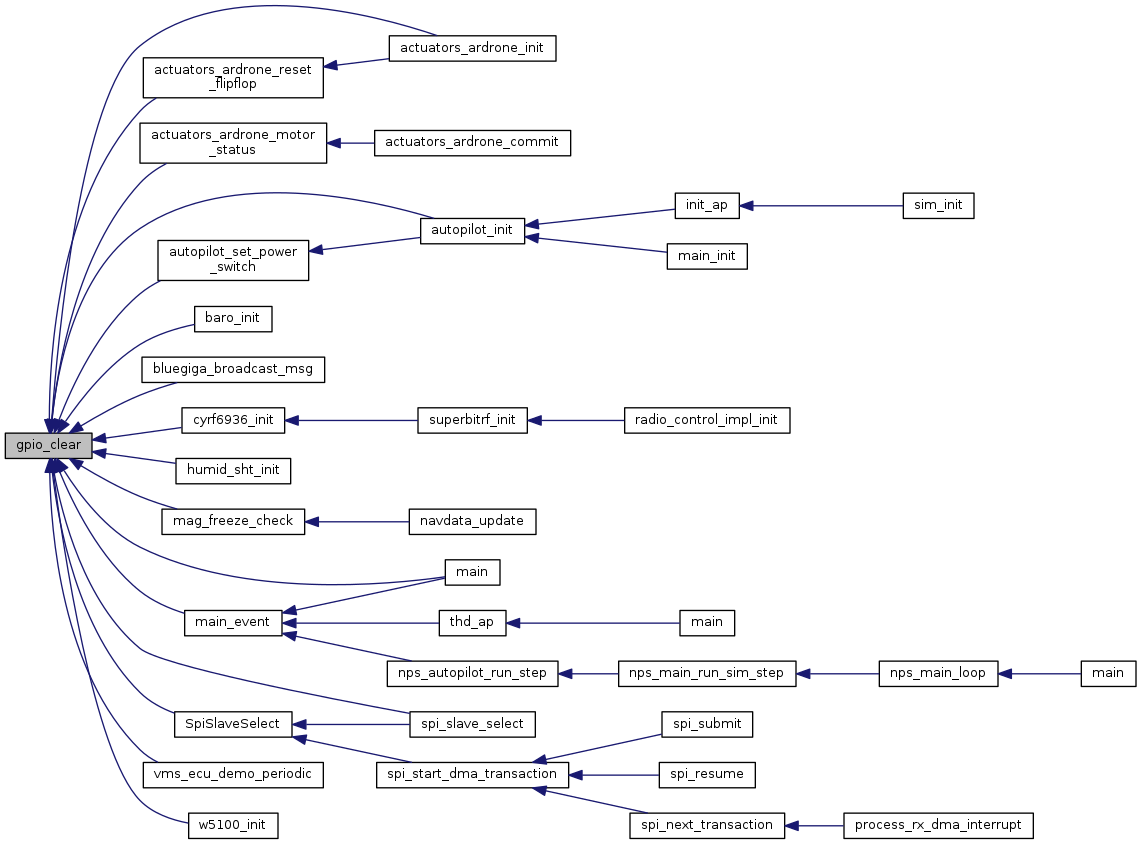 actuators_ardrone_init
actuators_ardrone_reset
_flipflop
actuators_ardrone_motor
_status
actuators_ardrone_commit
init_ap
sim_init
autopilot_init
autopilot_set_power
_switch
main_init
baro_init
bluegiga_broadcast_msg
cyrf6936_init
superbitrf_init
radio_control_impl_init
gpio_clear
humid_sht_init
mag_freeze_check
navdata_update
main
main_event
thd_ap
main
nps_autopilot_run_step
nps_main_run_sim_step
nps_main_loop
main
SpiSlaveSelect
spi_slave_select
spi_submit
vms_ecu_demo_periodic
spi_start_dma_transaction
spi_resume
w5100_init
spi_next_transaction
process_rx_dma_interrupt